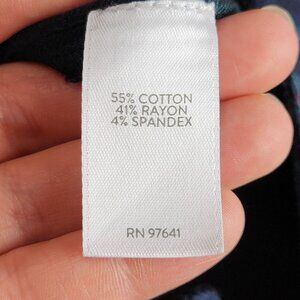 55% COTTON
41% RAYON
4% SPANDEX
RN 97641